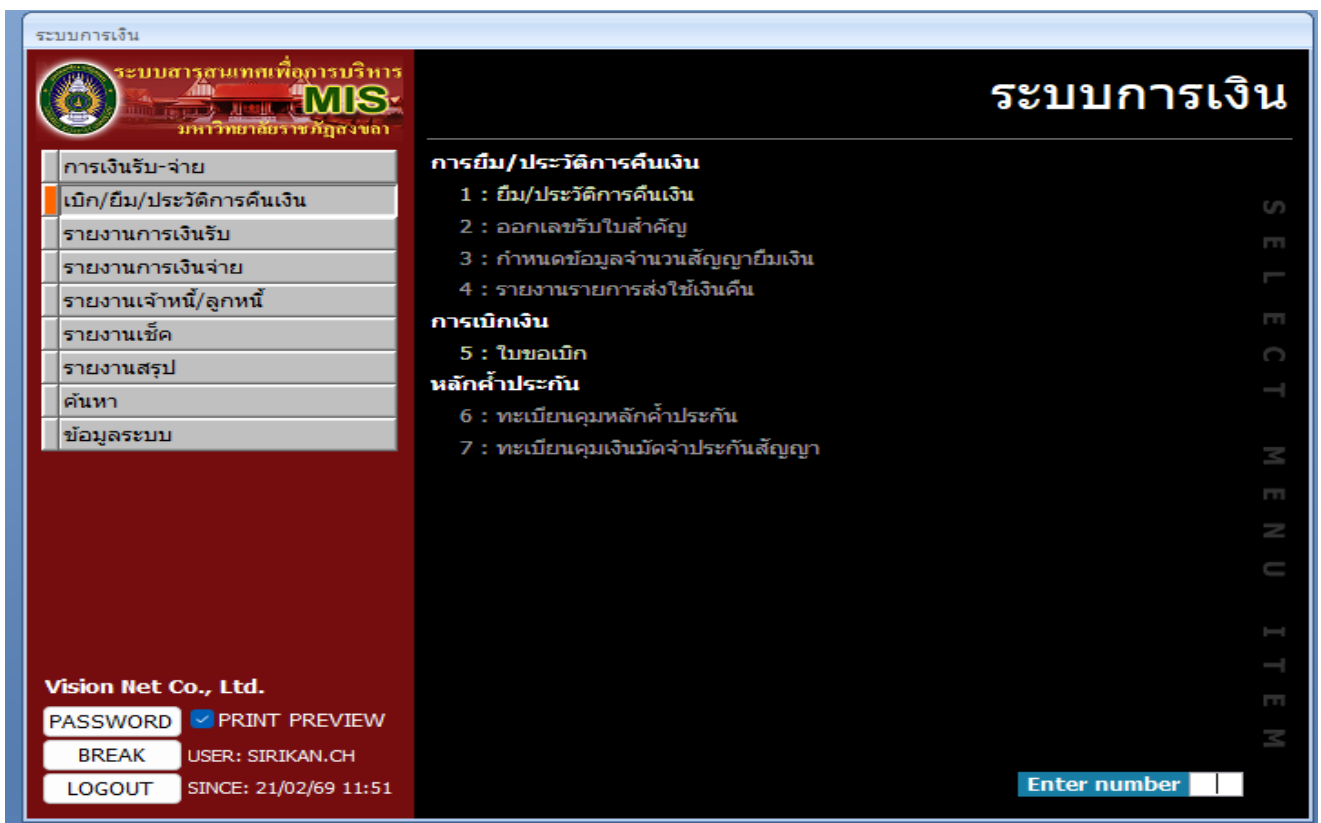 ระบบการเงิน
ระบบสารสนเทศเพื่อการบริหาร
MIS
มหาวิทยาลัยราชภัฏสงขลา
ระบบการเงิน
การเงินรับ-จ่าย
เบิก/ยืม/ประวัติการคืนเงิน
รายงานการเงินรับ
รายงานการเงินจ่าย
รายงานเจ้าหนี้/ลูกหนี้
รายงานเช็ค
รายงานสรุป
ค้นหา
ข้อมูลระบบ
การยืม/ประวัติการคืนเงิน
1 : ยืม/ประวัติการคืนเงิน
2 : ออกเลขรับใบสำคัญ
3 : กำหนดข้อมูลจำนวนสัญญายืมเงิน
4 : รายงานรายการส่งใช้เงินคืน
การเบิกเงิน
5 : ใบขอเบิก
หลักค้ำประกัน
6 : ทะเบียนคุมหลักค้ำประกัน
7 : ทะเบียนคุมเงินมัดจำประกันสัญญา
SELECT MENU ITEM
Vision Net Co., Ltd.
PASSWORD PRINT PREVIEW
BREAK USER: SIRIKAN.CH
LOGOUT SINCE: 21/02/69 11:51
Enter number